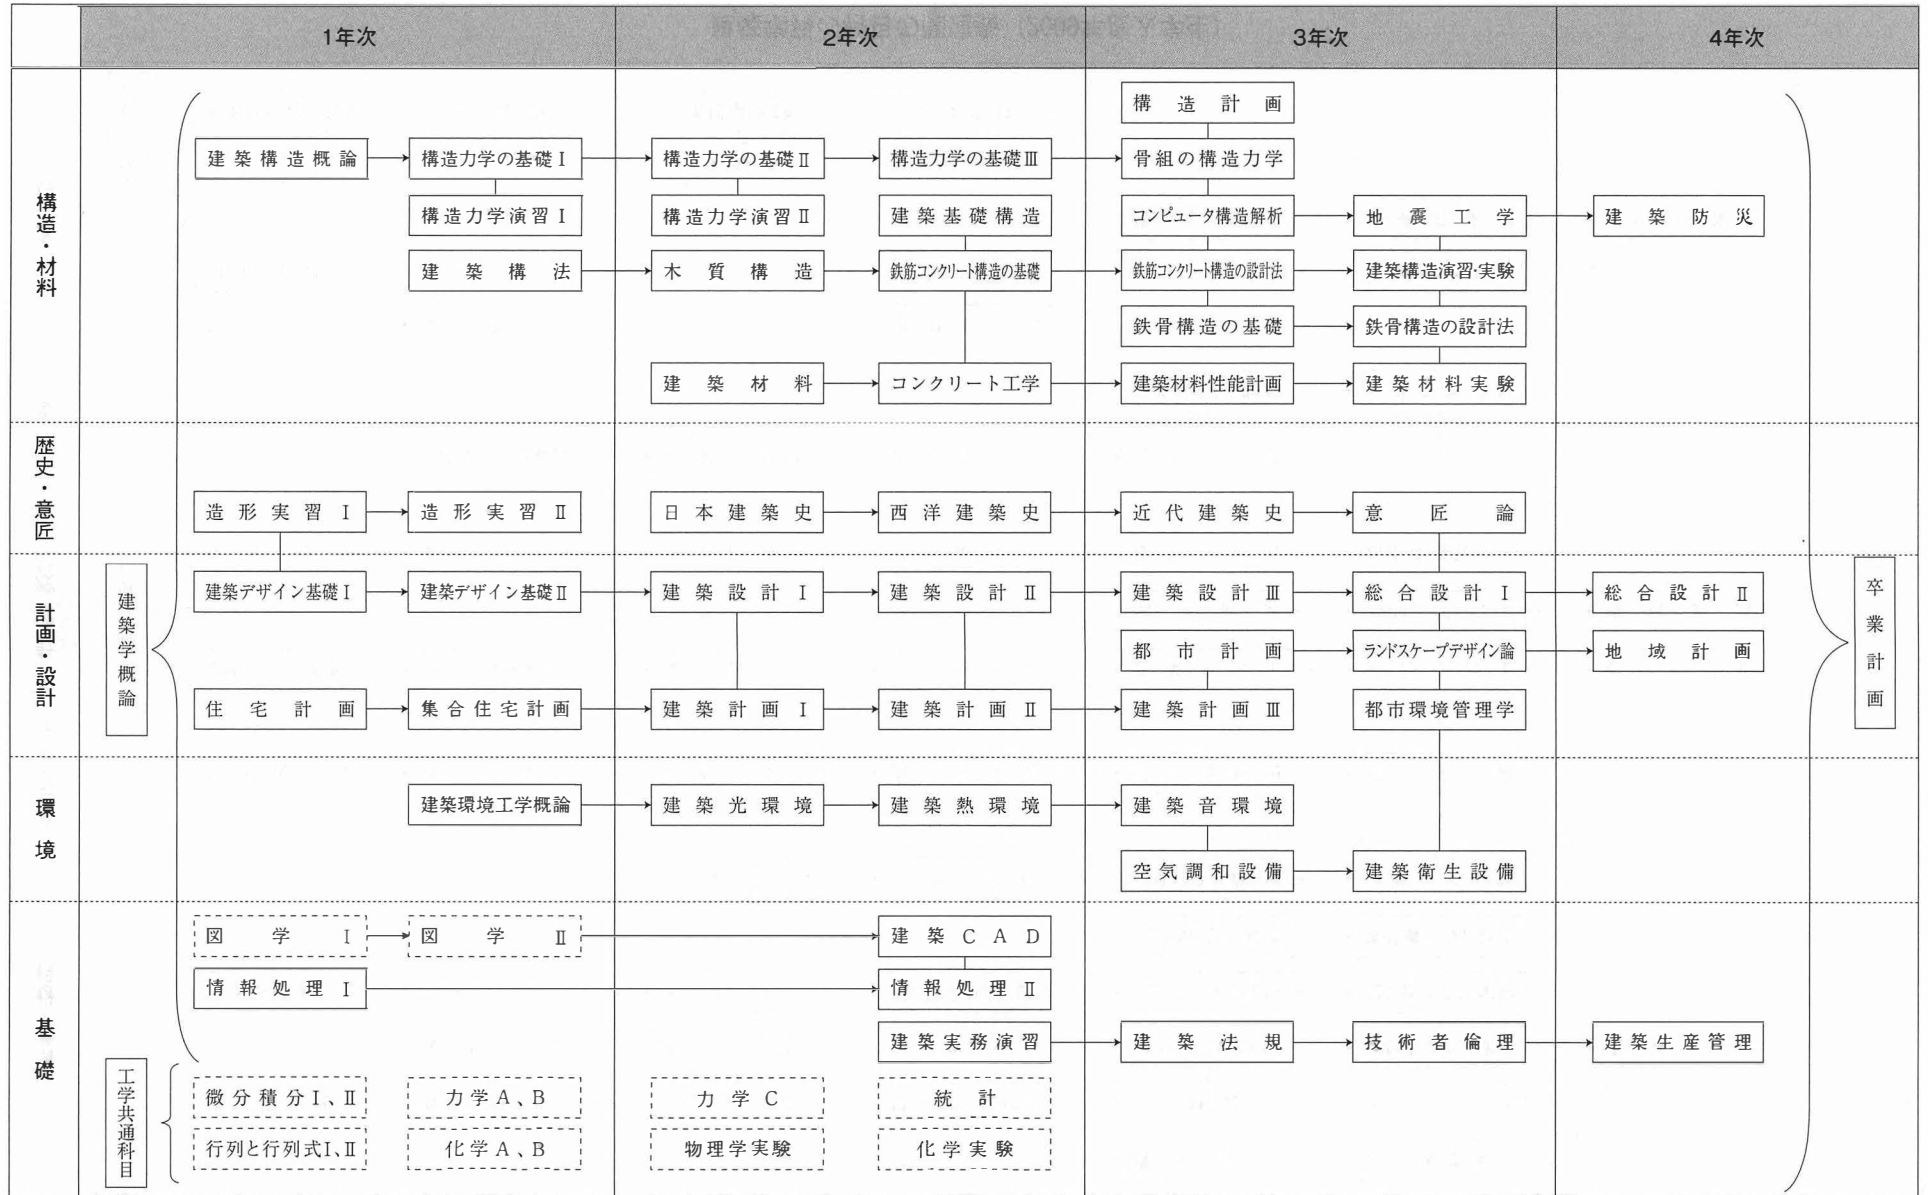 1年次 2年次 3年次 4年次
構造・材料
構造計画
建築構造概論 構造力学の基礎Ⅰ 構造力学の基礎Ⅱ 構造力学の基礎Ⅲ 骨組の構造力学
構造力学演習Ⅰ 構造力学演習Ⅱ 建築基礎構造 コンピュータ構造解析 地震工学 建築防災
建築構法 木質構造 鉄筋コンクリート構造の基礎 鉄筋コンクリート構造の設計法 建築構造演習・実験
鉄骨構造の基礎 鉄骨構造の設計法
建築材料 コンクリート工学 建築材料性能計画 建築材料実験
歴史・意匠
造形実習Ⅰ 造形実習Ⅱ 日本建築史 西洋建築史 近代建築史 意匠論
計画・設計
建築学概論
建築デザイン基礎Ⅰ 建築デザイン基礎Ⅱ 建築設計Ⅰ 建築設計Ⅱ 建築設計Ⅲ 総合設計Ⅰ 総合設計Ⅱ
都市計画 ランドスケープデザイン論 地域計画
住宅計画 集合住宅計画 建築計画Ⅰ 建築計画Ⅱ 建築計画Ⅲ 都市環境管理学
卒業計画
環境
建築環境工学概論 建築光環境 建築熱環境 建築音環境
空気調和設備 建築衛生設備
基礎
図学Ⅰ 図学Ⅱ 建築CAD
情報処理Ⅰ 情報処理Ⅱ
建築実務演習 建築法規 技術者倫理 建築生産管理
工学共通科目
微分積分Ⅰ、Ⅱ 力学A、B 力学C 統計
行列と行列式Ⅰ、Ⅱ 化学A、B 物理学実験 化学実験